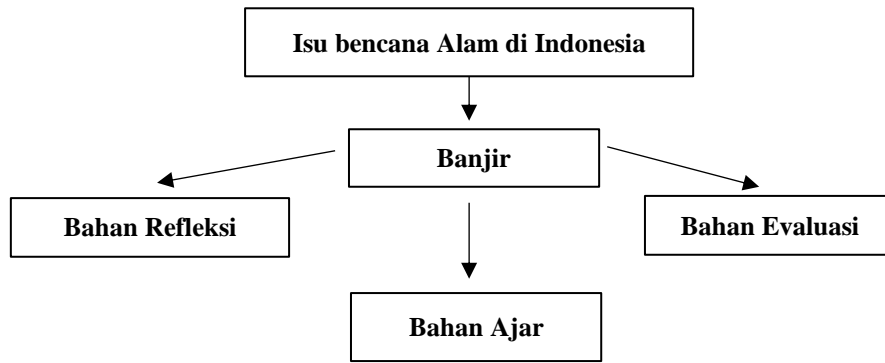 Isu bencana Alam di Indonesia
Banjir
Bahan Refleksi
Bahan Evaluasi
Bahan Ajar